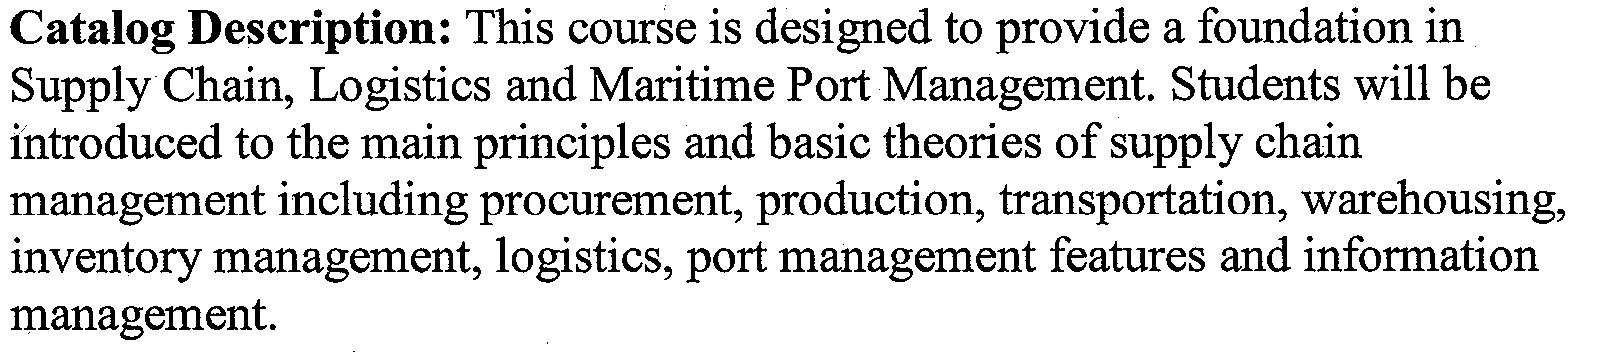 Catalog Description: This course is designed to provide a foundation in
Supply Chain, Logistics and Maritime Port Management. Students will be
introduced to the main principles and basic theories of supply chain
management including procurement, production, transportation, warehousing,
inventory management, logistics, port management features and information
management.